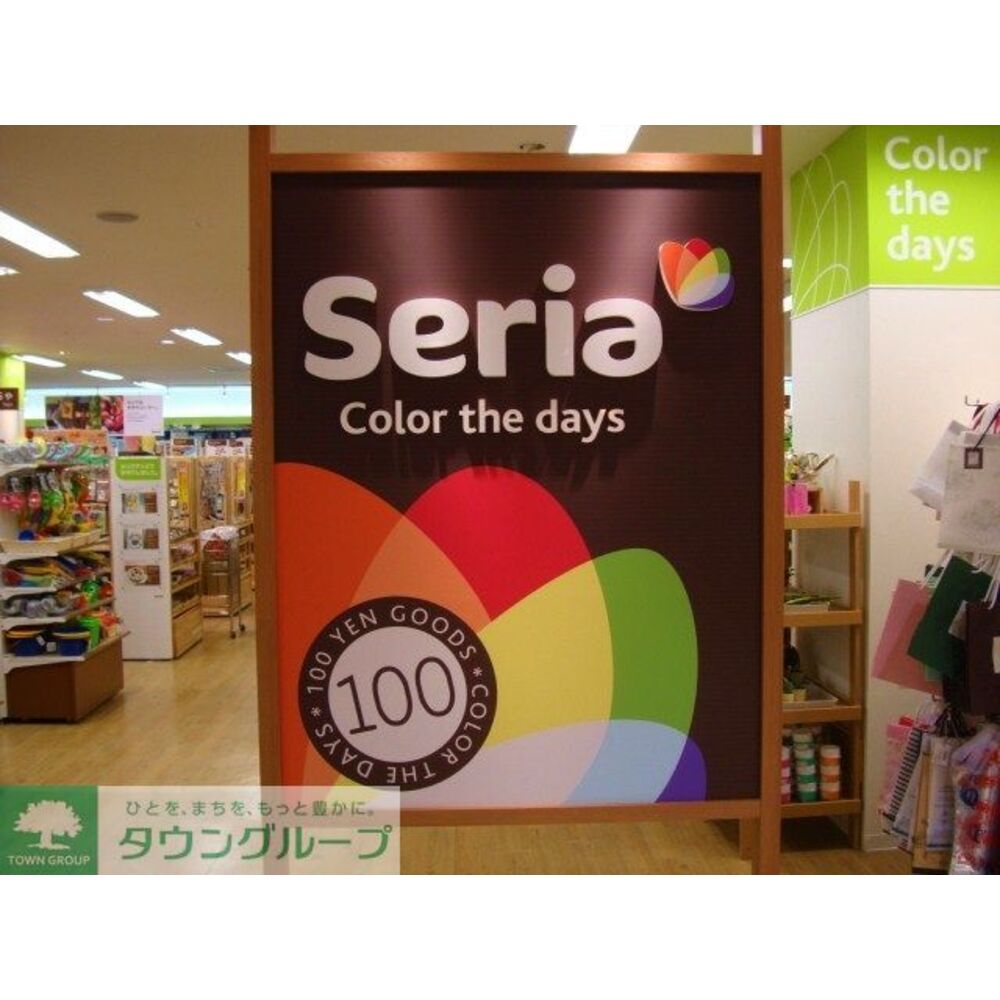 Seria
Color the days
*100 YEN GOODS*COLOR THE DAYS
100
Color
the
days
ひとを、まちを、もっと豊かに。
タウングループ
TOWN GROUP